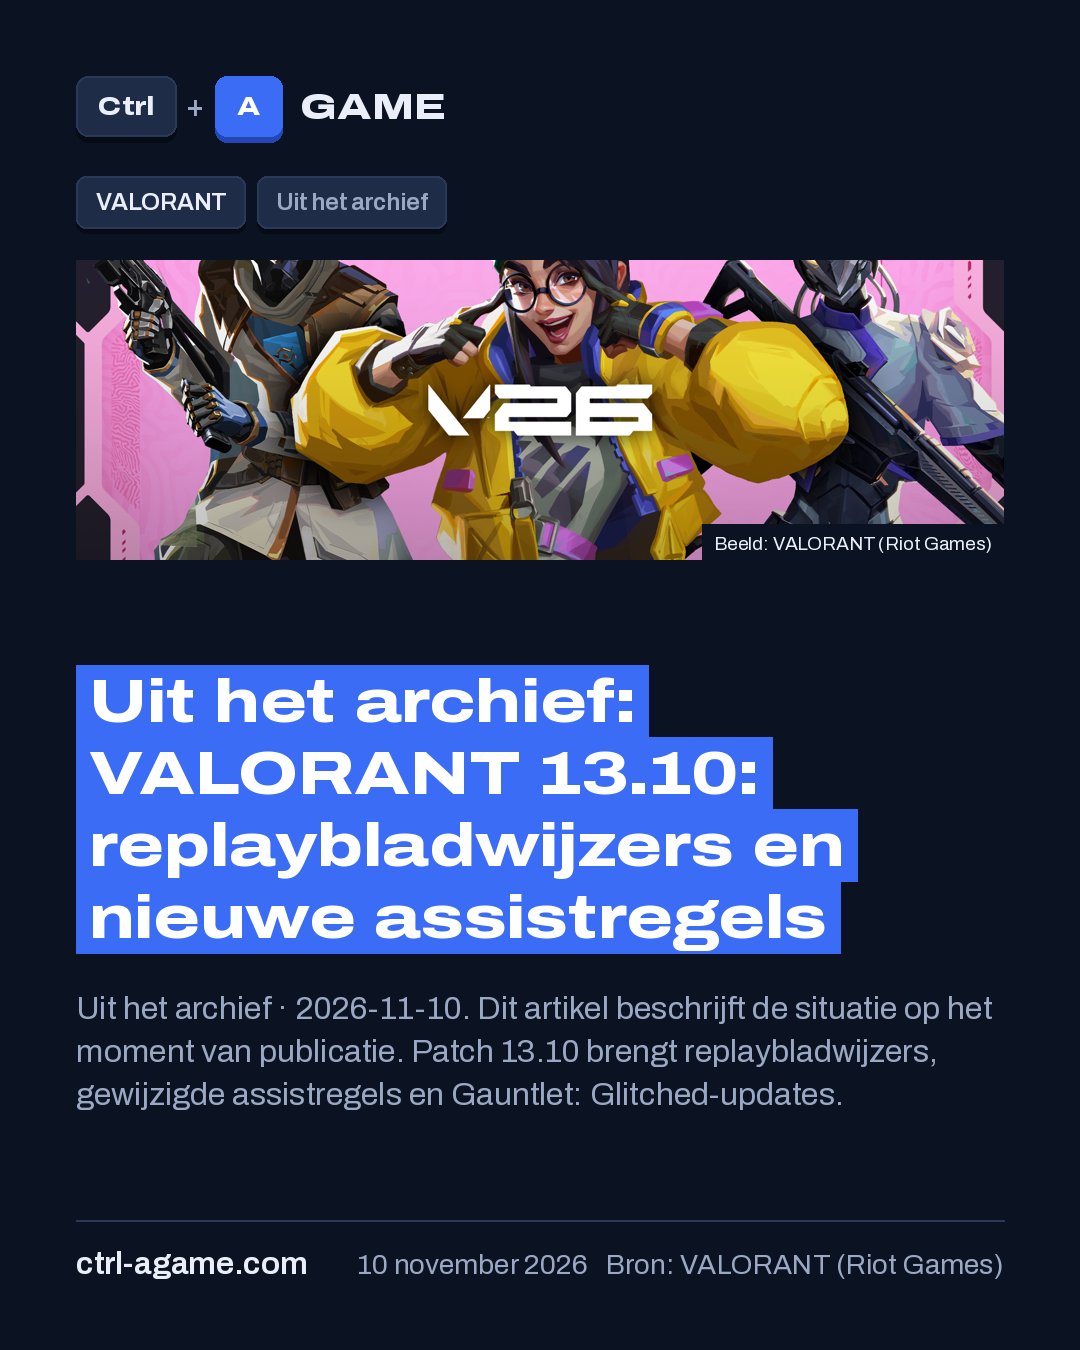 Ctrl + A GAME
VALORANT Uit het archief
V26
Beeld: VALORANT (Riot Games)
Uit het archief:
VALORANT 13.10:
replaybladwijzers en
nieuwe assistregels
Uit het archief · 2026-11-10. Dit artikel beschrijft de situatie op het
moment van publicatie. Patch 13.10 brengt replaybladwijzers,
gewijzigde assistregels en Gauntlet: Glitched-updates.
ctrl-agame.com 10 november 2026 Bron: VALORANT (Riot Games)